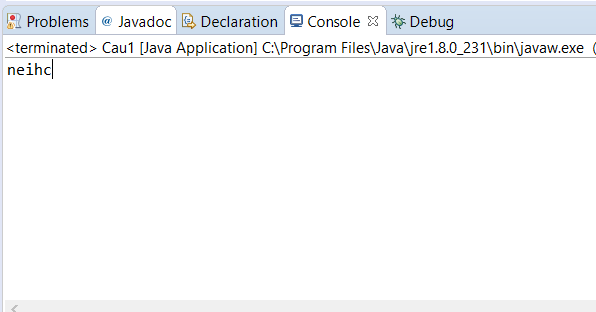 Problems @ Javadoc Declaration Console Debug
<terminated> Cau1 [Java Application] C:\Program Files\Java\jre1.8.0_231\bin\javaw.exe (
neihc